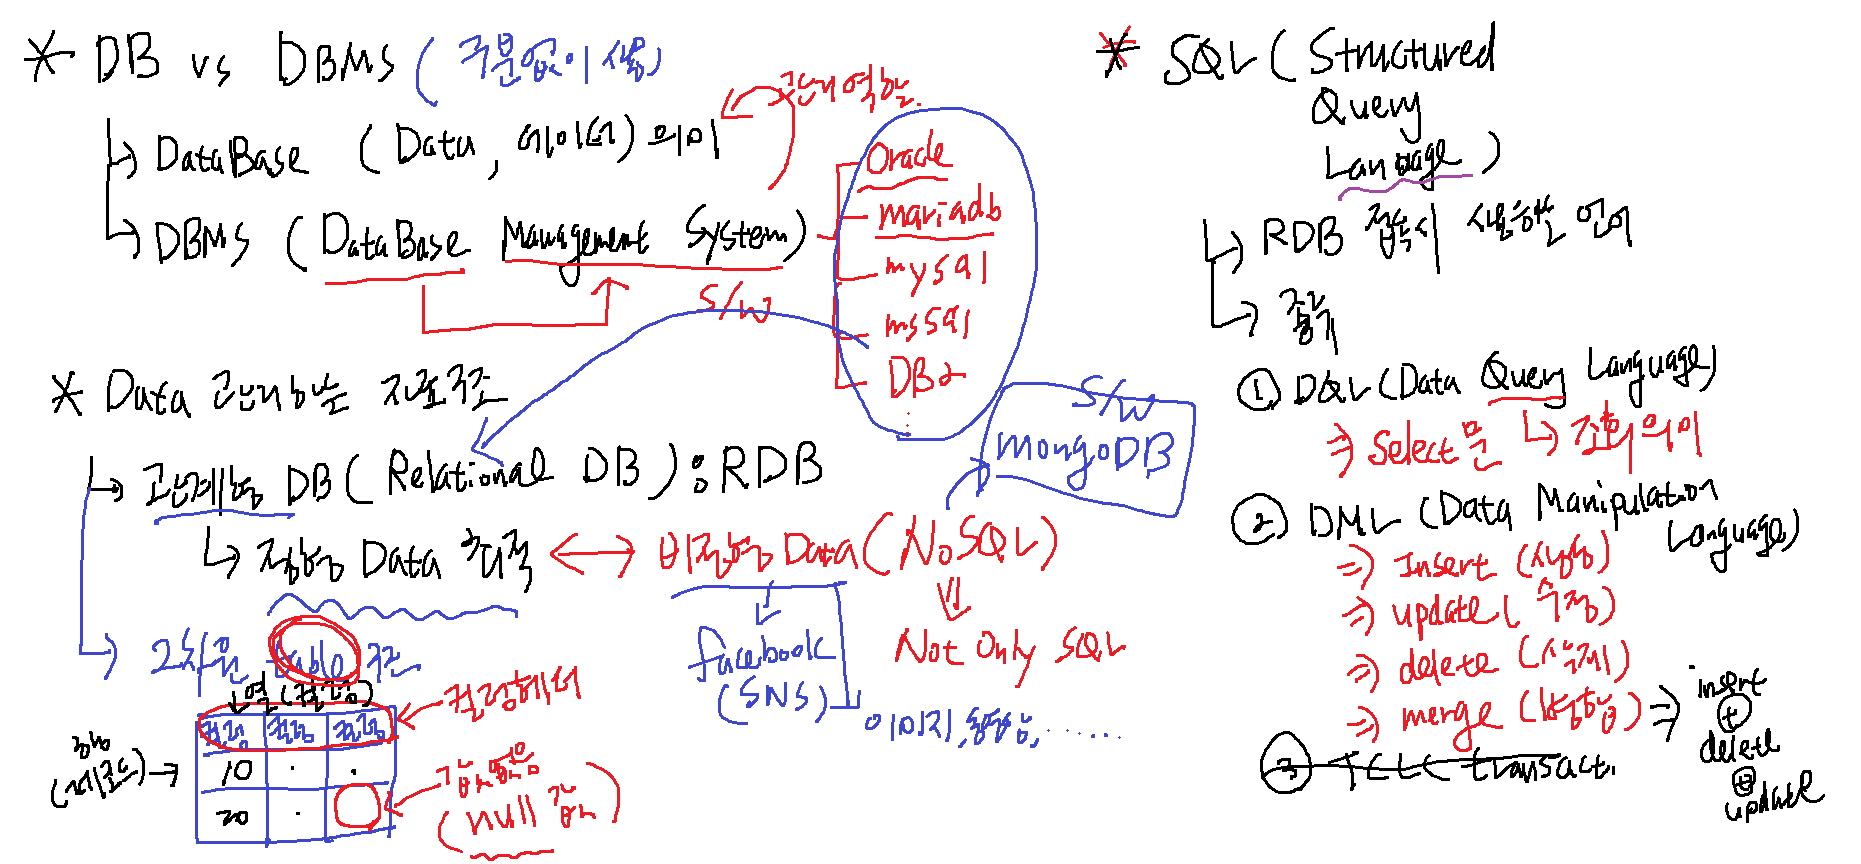 * DB vs DBMS (구분없이 사용)
관리역할.
DataBase (Data, 데이터) 의미
DBMS (DataBase Management System)
S/W
Oracle
mariadb
mysql
mssql
DB2
⋮
* Data 관리하는 자료구조
관계형 DB (Relational DB) : RDB
S/W
mongoDB
정형 Data 최적 ↔ 비정형 Data (NoSQL)
Not Only SQL
facebook
(SNS)
이미지, 동영상, ......
2차원 table 구조
열 (컬럼)
컬럼 컬럼 컬럼
컬럼헤더
행
(레코드)
10 . .
20 .
값없음
(null 값)
* SQL (Structured
Query
Language)
RDB 접속시 사용하는 언어
종류
① DQL (Data Query Language)
⇒ Select 문
조회 의미
② DML (Data Manipulation
Language)
⇒ Insert (삽입)
⇒ update (수정)
⇒ delete (삭제)
⇒ merge (병합) ⇒
insert
+
delete
+
update
③ TCL (transacti